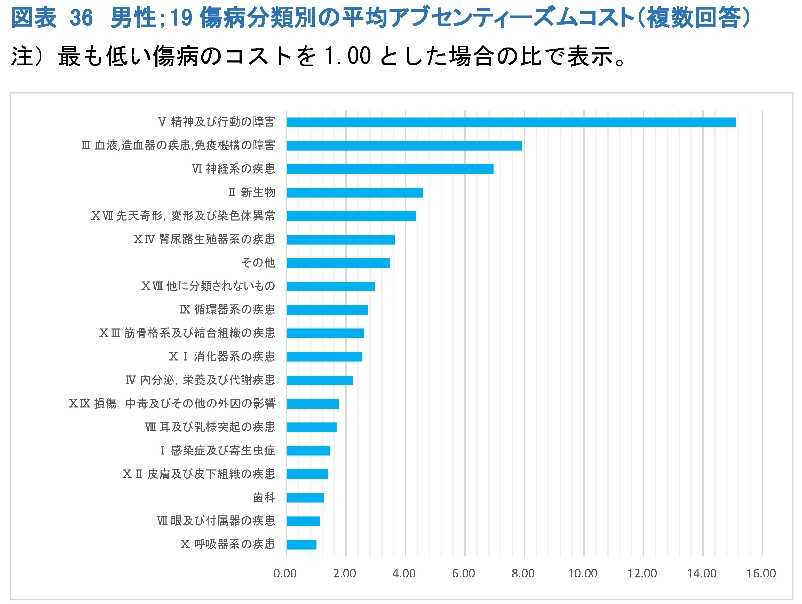 図表 36 男性；19 傷病分類別の平均アブセンティーズムコスト（複数回答）
注）最も低い傷病のコストを 1.00 とした場合の比で表示。
Ⅴ 精神及び行動の障害
Ⅲ 血液,造血器の疾患,免疫機構の障害
Ⅵ 神経系の疾患
Ⅱ 新生物
ⅩⅦ 先天奇形, 変形及び染色体異常
ⅩⅣ 腎尿路生殖器系の疾患
その他
ⅩⅧ 他に分類されないもの
Ⅸ 循環器系の疾患
ⅩⅢ 筋骨格系及び結合組織の疾患
ⅩⅠ 消化器系の疾患
Ⅳ 内分泌, 栄養及び代謝疾患
ⅩⅨ 損傷, 中毒及びその他の外因の影響
Ⅷ 耳及び乳様突起の疾患
Ⅰ 感染症及び寄生虫症
ⅩⅡ 皮膚及び皮下組織の疾患
歯科
Ⅶ 眼及び付属器の疾患
Ⅹ 呼吸器系の疾患
0.00 2.00 4.00 6.00 8.00 10.00 12.00 14.00 16.00